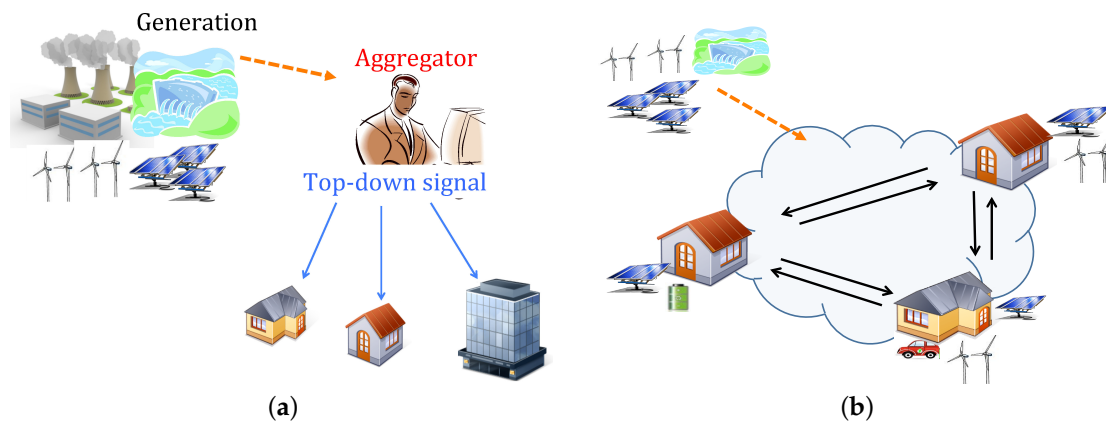 Generation
Aggregator
Top-down signal
(a)
(b)